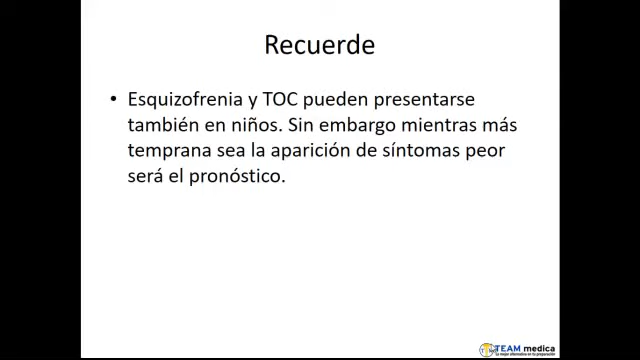 Recuerde
• Esquizofrenia y TOC pueden presentarse
también en niños. Sin embargo mientras más
temprana sea la aparición de síntomas peor
será el pronóstico.
TEAM medica
La mejor alternativa en tu preparación